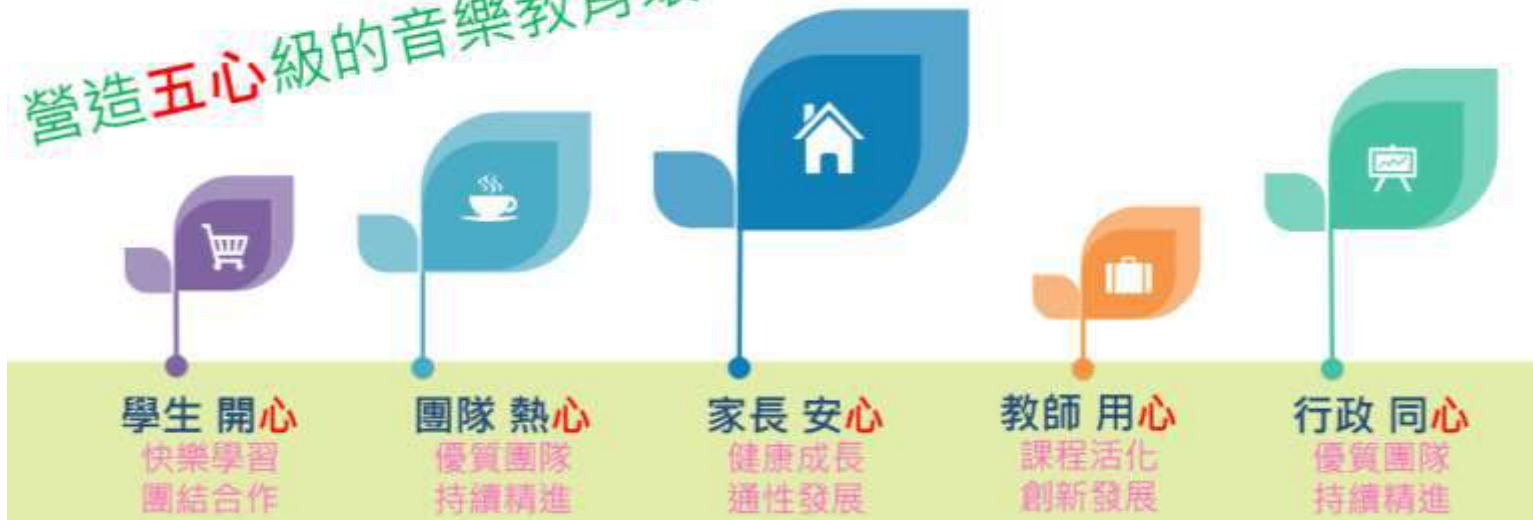 營造五心級的音樂教育
學生 開心
快樂學習
團結合作
團隊 熱心
優質團隊
持續精進
家長 安心
健康成長
通性發展
教師 用心
課程活化
創新發展
行政 同心
優質團隊
持續精進